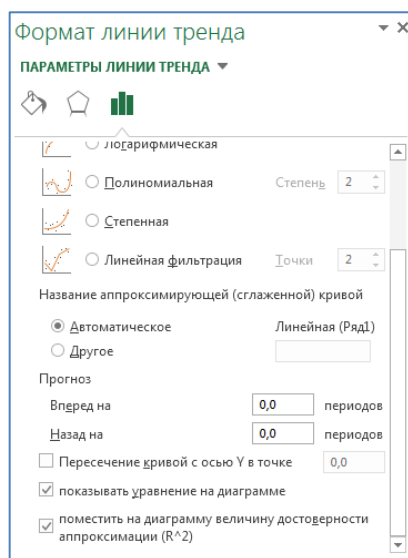 Формат линии тренда
ПАРАМЕТРЫ ЛИНИИ ТРЕНДА
Логарифмическая
Полиномиальная Степень 2
Степенная
Линейная фильтрация Точки 2
Название аппроксимирующей (сглаженной) кривой
Автоматическое Линейная (Ряд1)
Другое
Прогноз
Вперед на 0,0 периодов
Назад на 0,0 периодов
Пересечение кривой с осью Y в точке 0,0
показывать уравнение на диаграмме
поместить на диаграмму величину достоверности
аппроксимации (R^2)